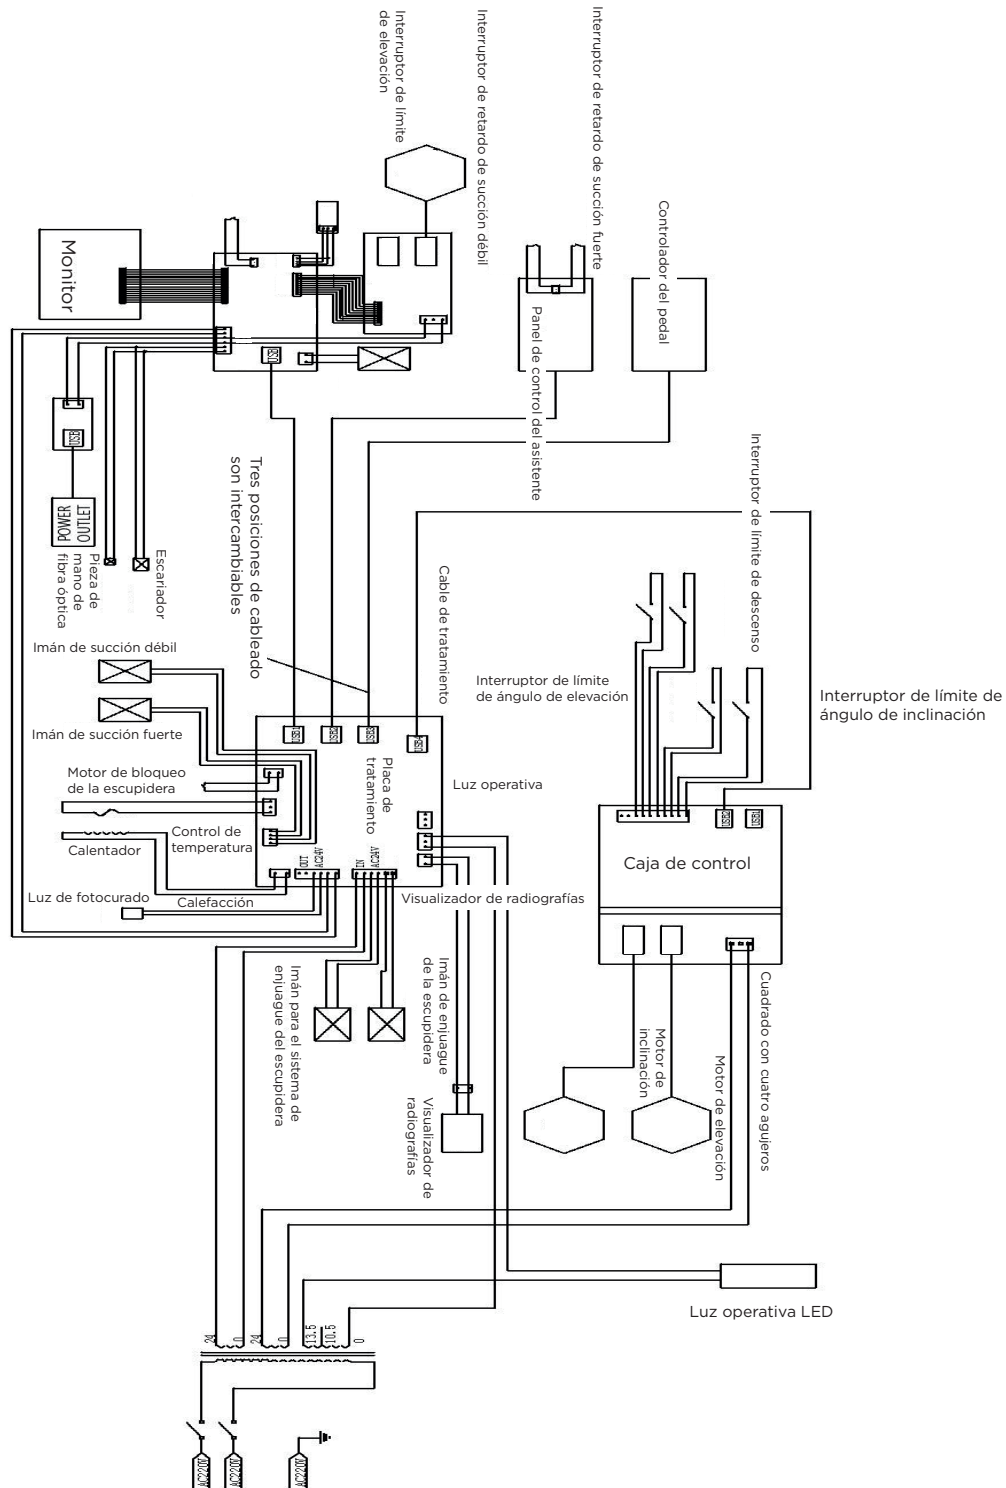 Interruptor de límite
de elevación
Interruptor de retardo de succión débil
Interruptor de retardo de succión fuerte
Controlador del pedal
Monitor
Panel de control del asistente
Interruptor de límite de descenso
Tres posiciones de cableado
son intercambiables
POWER
OUTLET
Pieza de
mano de
fibra óptica
Escariador
Cable de tratamiento
Imán de succión débil
Imán de succión fuerte
Interruptor de límite
de ángulo de elevación
Interruptor de límite de
ángulo de inclinación
Motor de bloqueo
de la escupidera
Placa de
tratamiento
Luz operativa
Calentador
Control de
temperatura
OUT
AC24V
IN
AC24V
Caja de control
Luz de fotocurado
Calefacción
Visualizador de radiografías
Imán para el sistema de
enjuague del escupidera
Imán de enjuague
de la escupidera
Visualizador de
radiografías
Motor de
inclinación
Motor de elevación
Cuadrado con cuatro agujeros
Luz operativa LED
24
0
24
0
13.5
10.5
0
AC220V
AC220V
AC220V